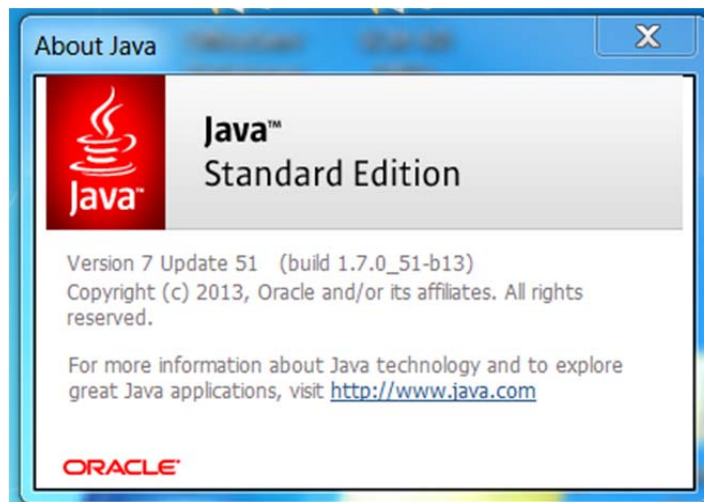 About Java
Java™
Java™
Standard Edition
Version 7 Update 51 (build 1.7.0_51-b13)
Copyright (c) 2013, Oracle and/or its affiliates. All rights
reserved.
For more information about Java technology and to explore
great Java applications, visit http://www.java.com
ORACLE